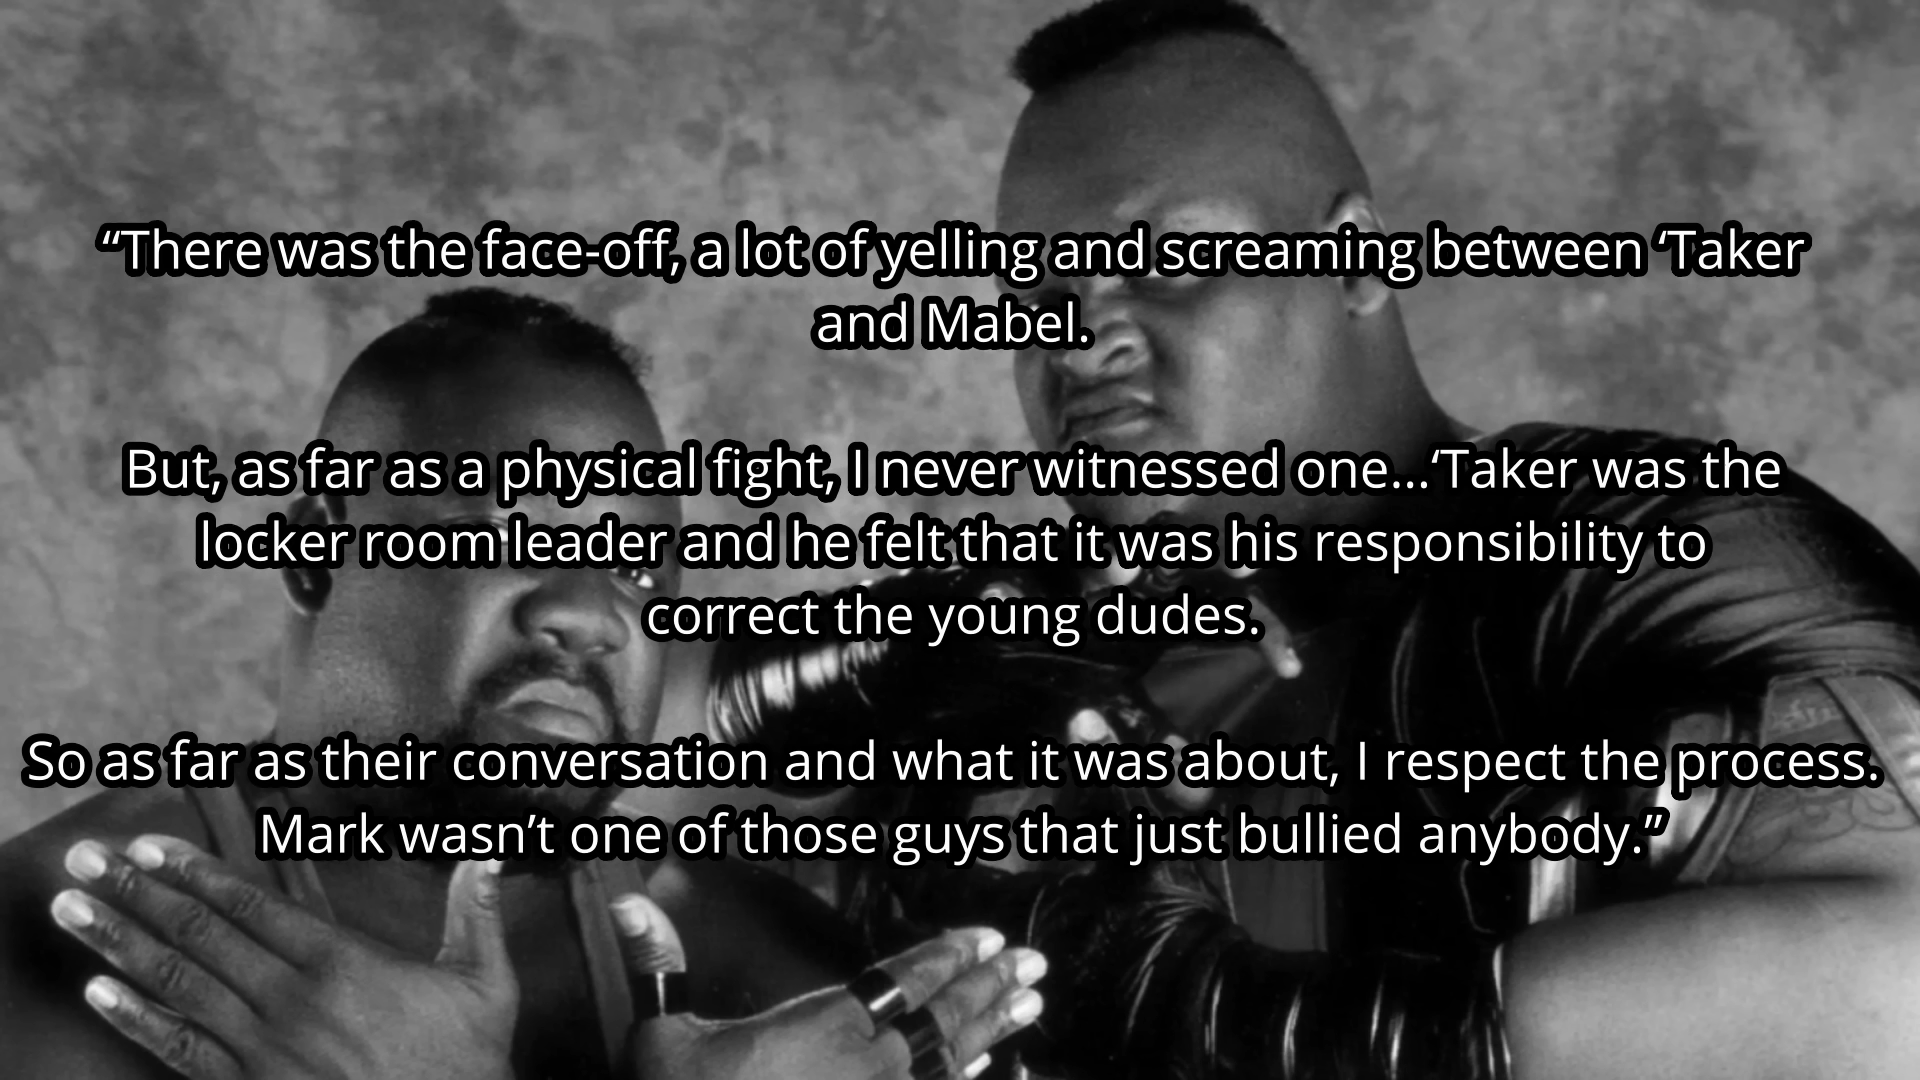 “There was the face-off, a lot of yelling and screaming between ‘Taker
and Mabel.
But, as far as a physical fight, I never witnessed one... ‘Taker was the
locker room leader and he felt that it was his responsibility to
correct the young dudes.
So as far as their conversation and what it was about, I respect the process.
Mark wasn’t one of those guys that just bullied anybody.”